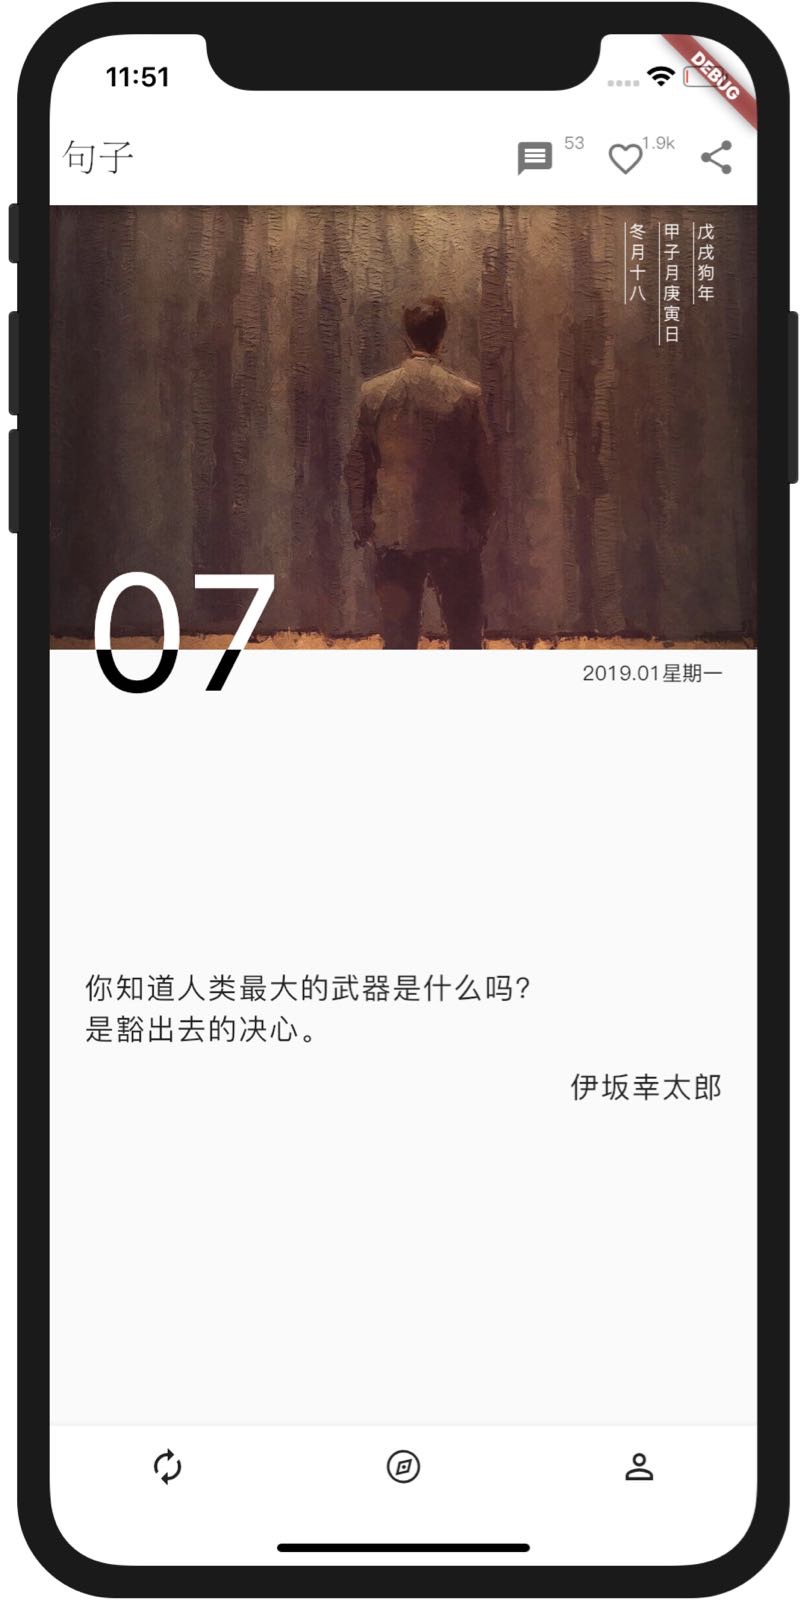 11:51
DEBUG
句子
53
1.9k
戊戌狗年
甲子月庚寅日
冬月十八
07
2019.01星期一
你知道人类最大的武器是什么吗?
是豁出去的决心。
伊坂幸太郎